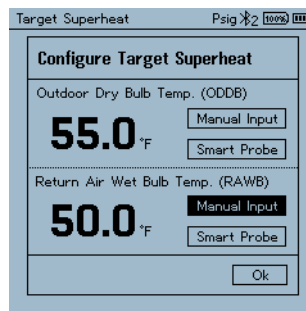 Target Superheat Psig 2 100%
Configure Target Superheat
Outdoor Dry Bulb Temp. (ODDB)
55.0 °F
Manual Input
Smart Probe
Return Air Wet Bulb Temp. (RAWB)
50.0 °F
Manual Input
Smart Probe
Ok